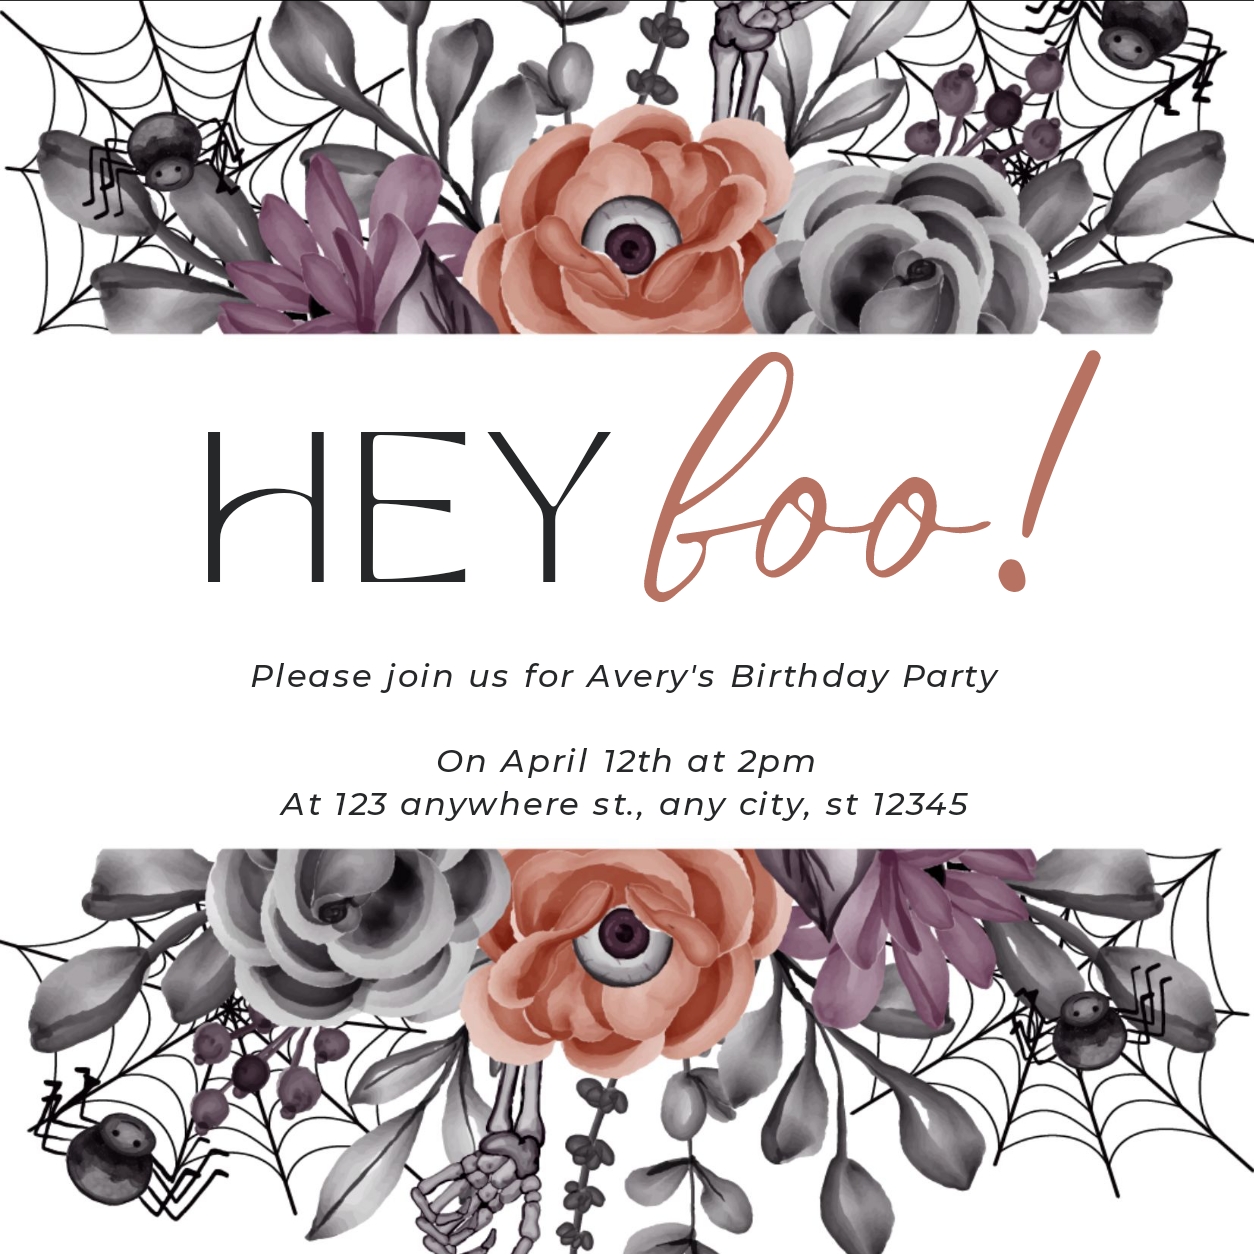 HEY boo!
Please join us for Avery's Birthday Party
On April 12th at 2pm
At 123 anywhere st., any city, st 12345